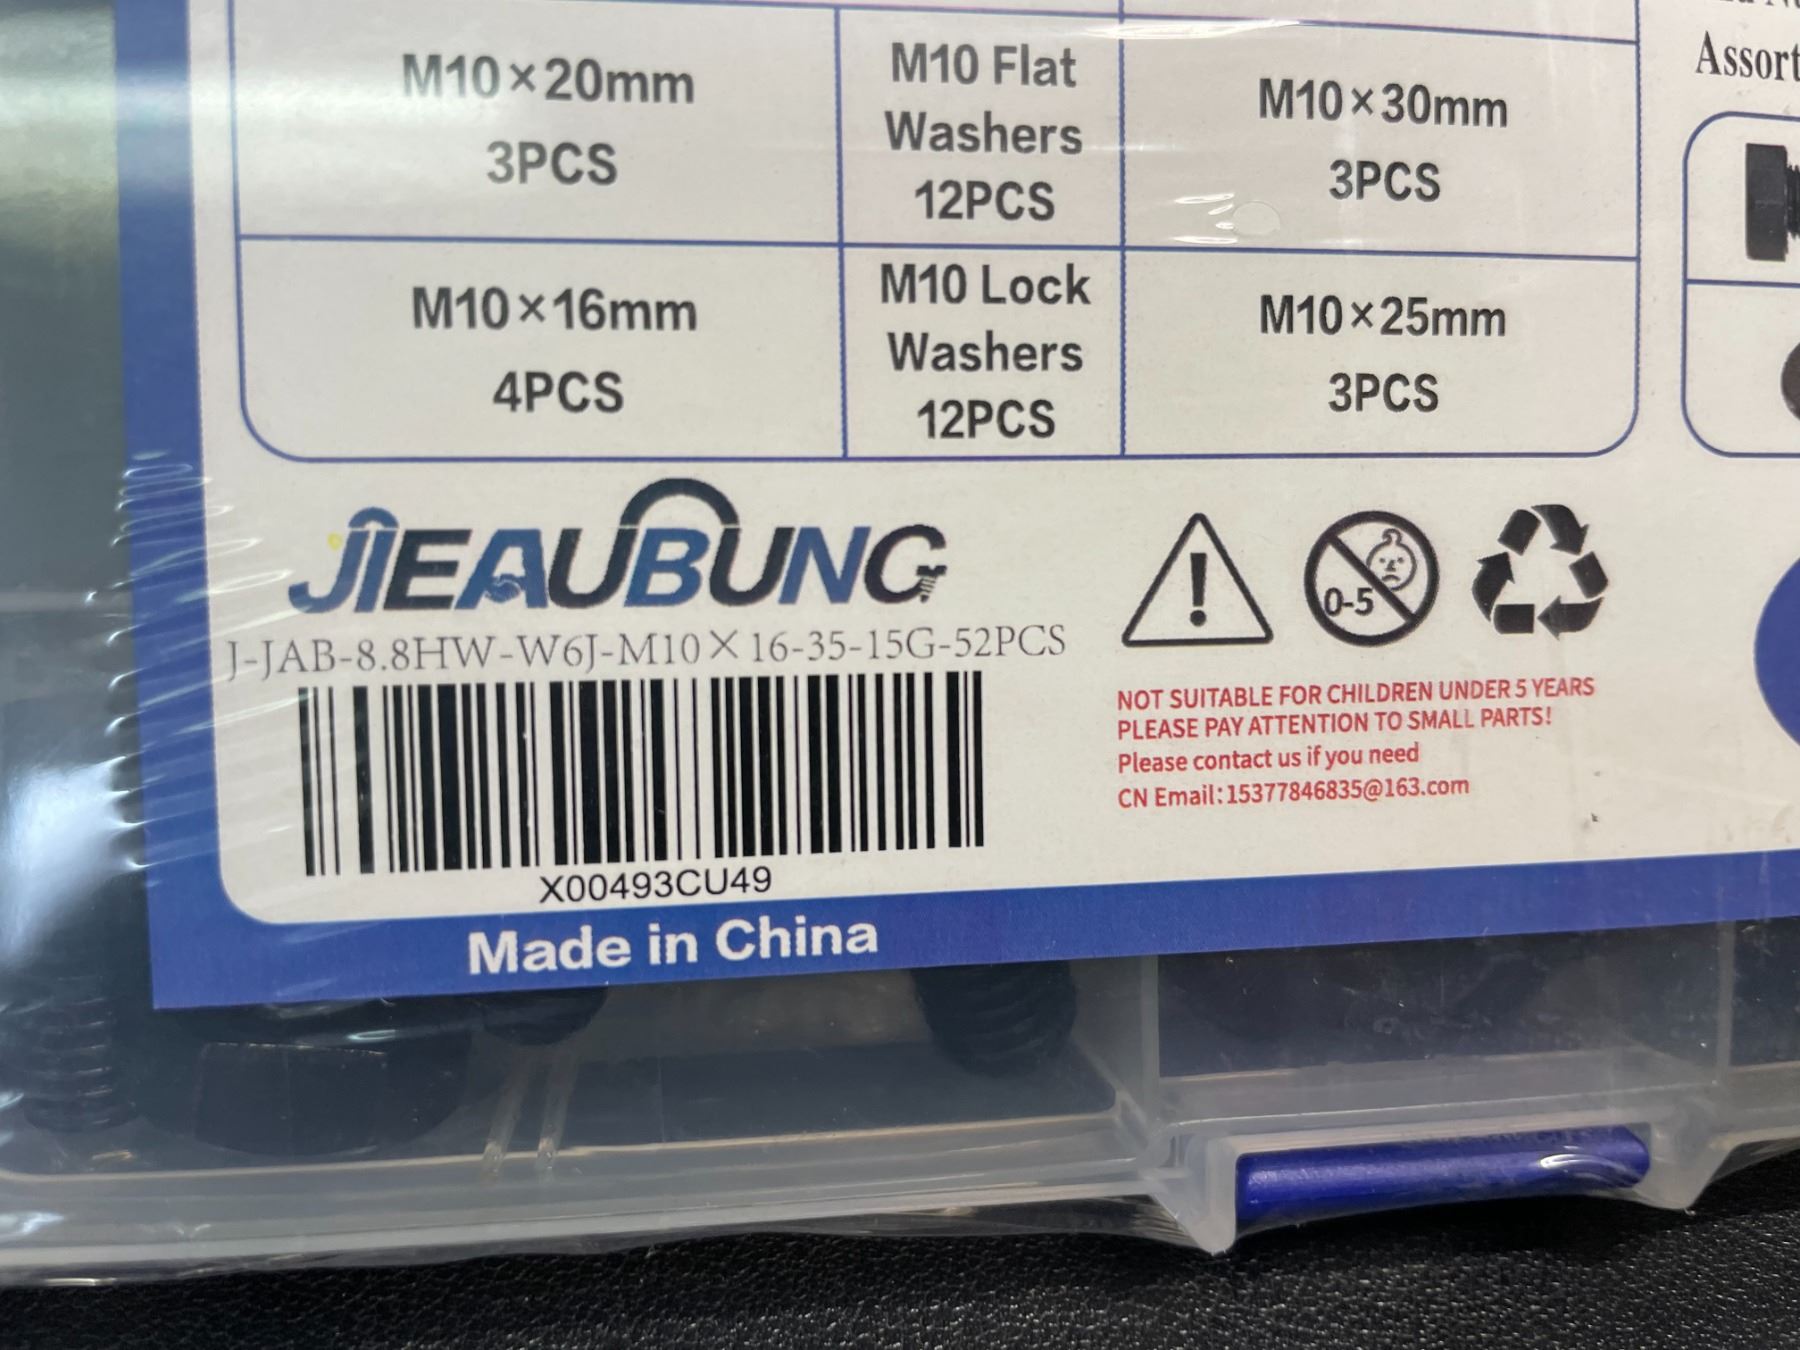 Assort
M10×20mm
3PCS
M10 Flat
Washers
12PCS
M10×30mm
3PCS
M10×16mm
4PCS
M10 Lock
Washers
12PCS
M10×25mm
3PCS
JIEAUBUNG
J-JAB-8.8HW-W6J-M10×16-35-15G-52PCS
0-5
NOT SUITABLE FOR CHILDREN UNDER 5 YEARS
PLEASE PAY ATTENTION TO SMALL PARTS!
Please contact us if you need
CN Email:15377846835@163.com
X00493CU49
Made in China